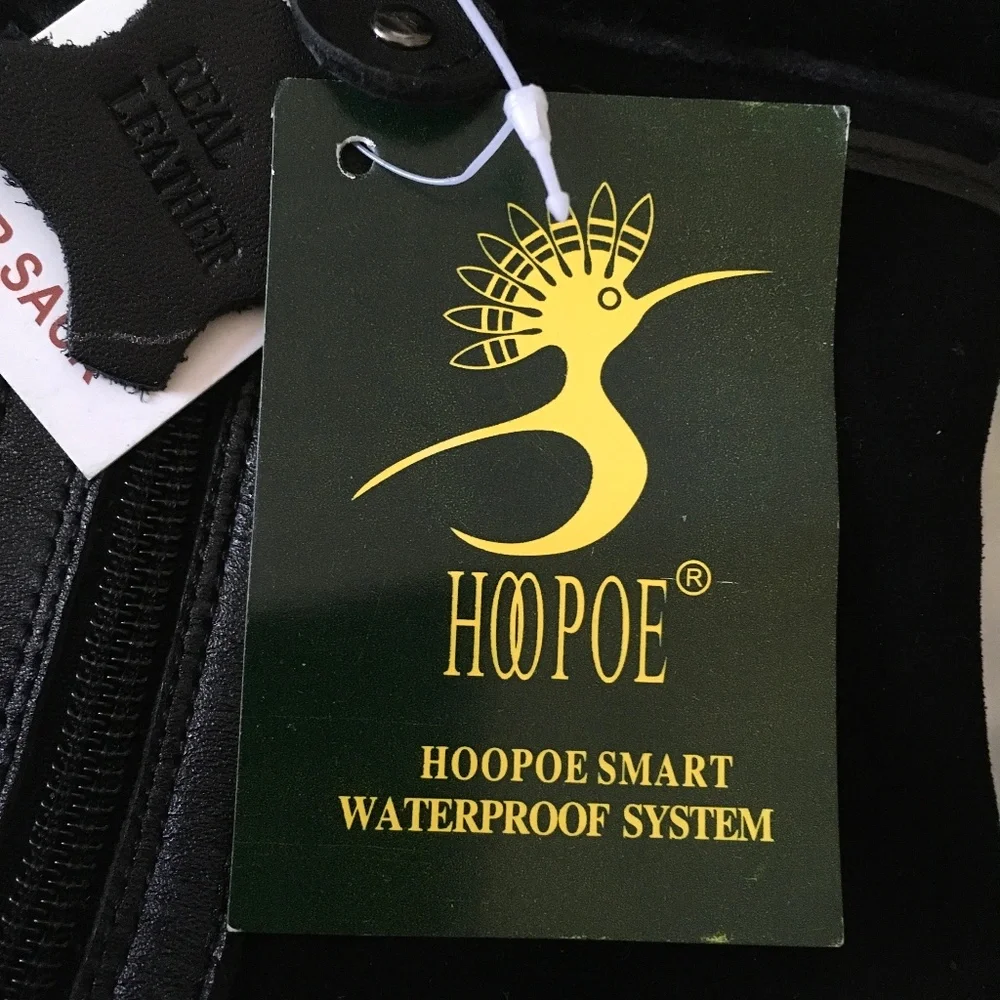 REAL
LEATHER
HOOPOE®
HOOPOE SMART
WATERPROOF SYSTEM